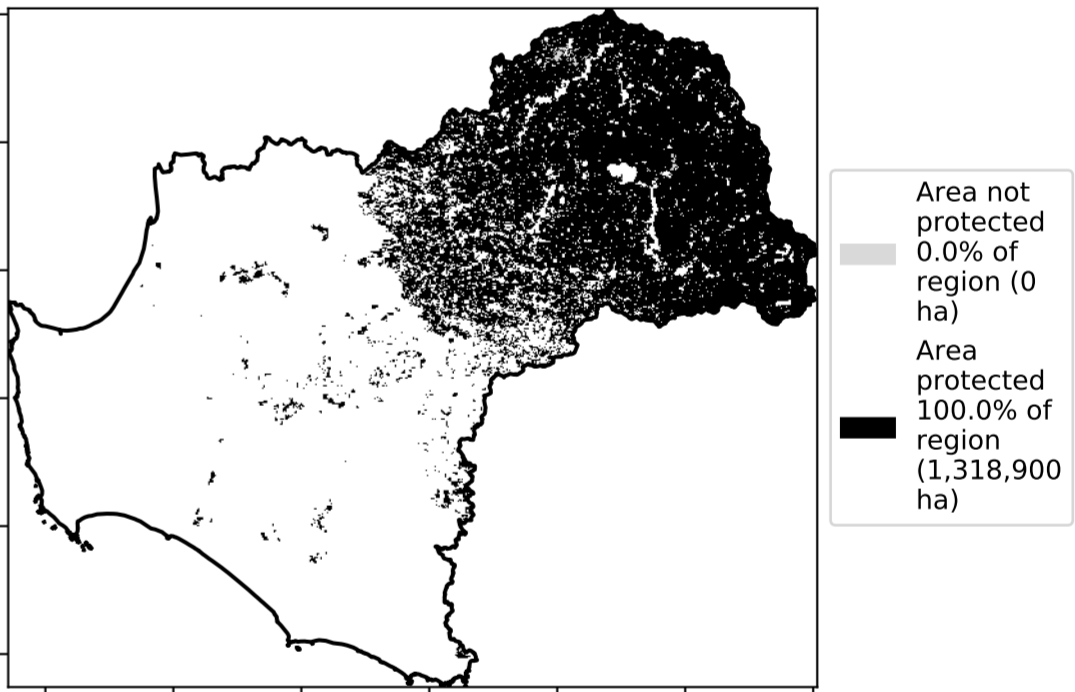 Area not
protected
0.0% of
region (0
ha)
Area
protected
100.0% of
region
(1,318,900
ha)